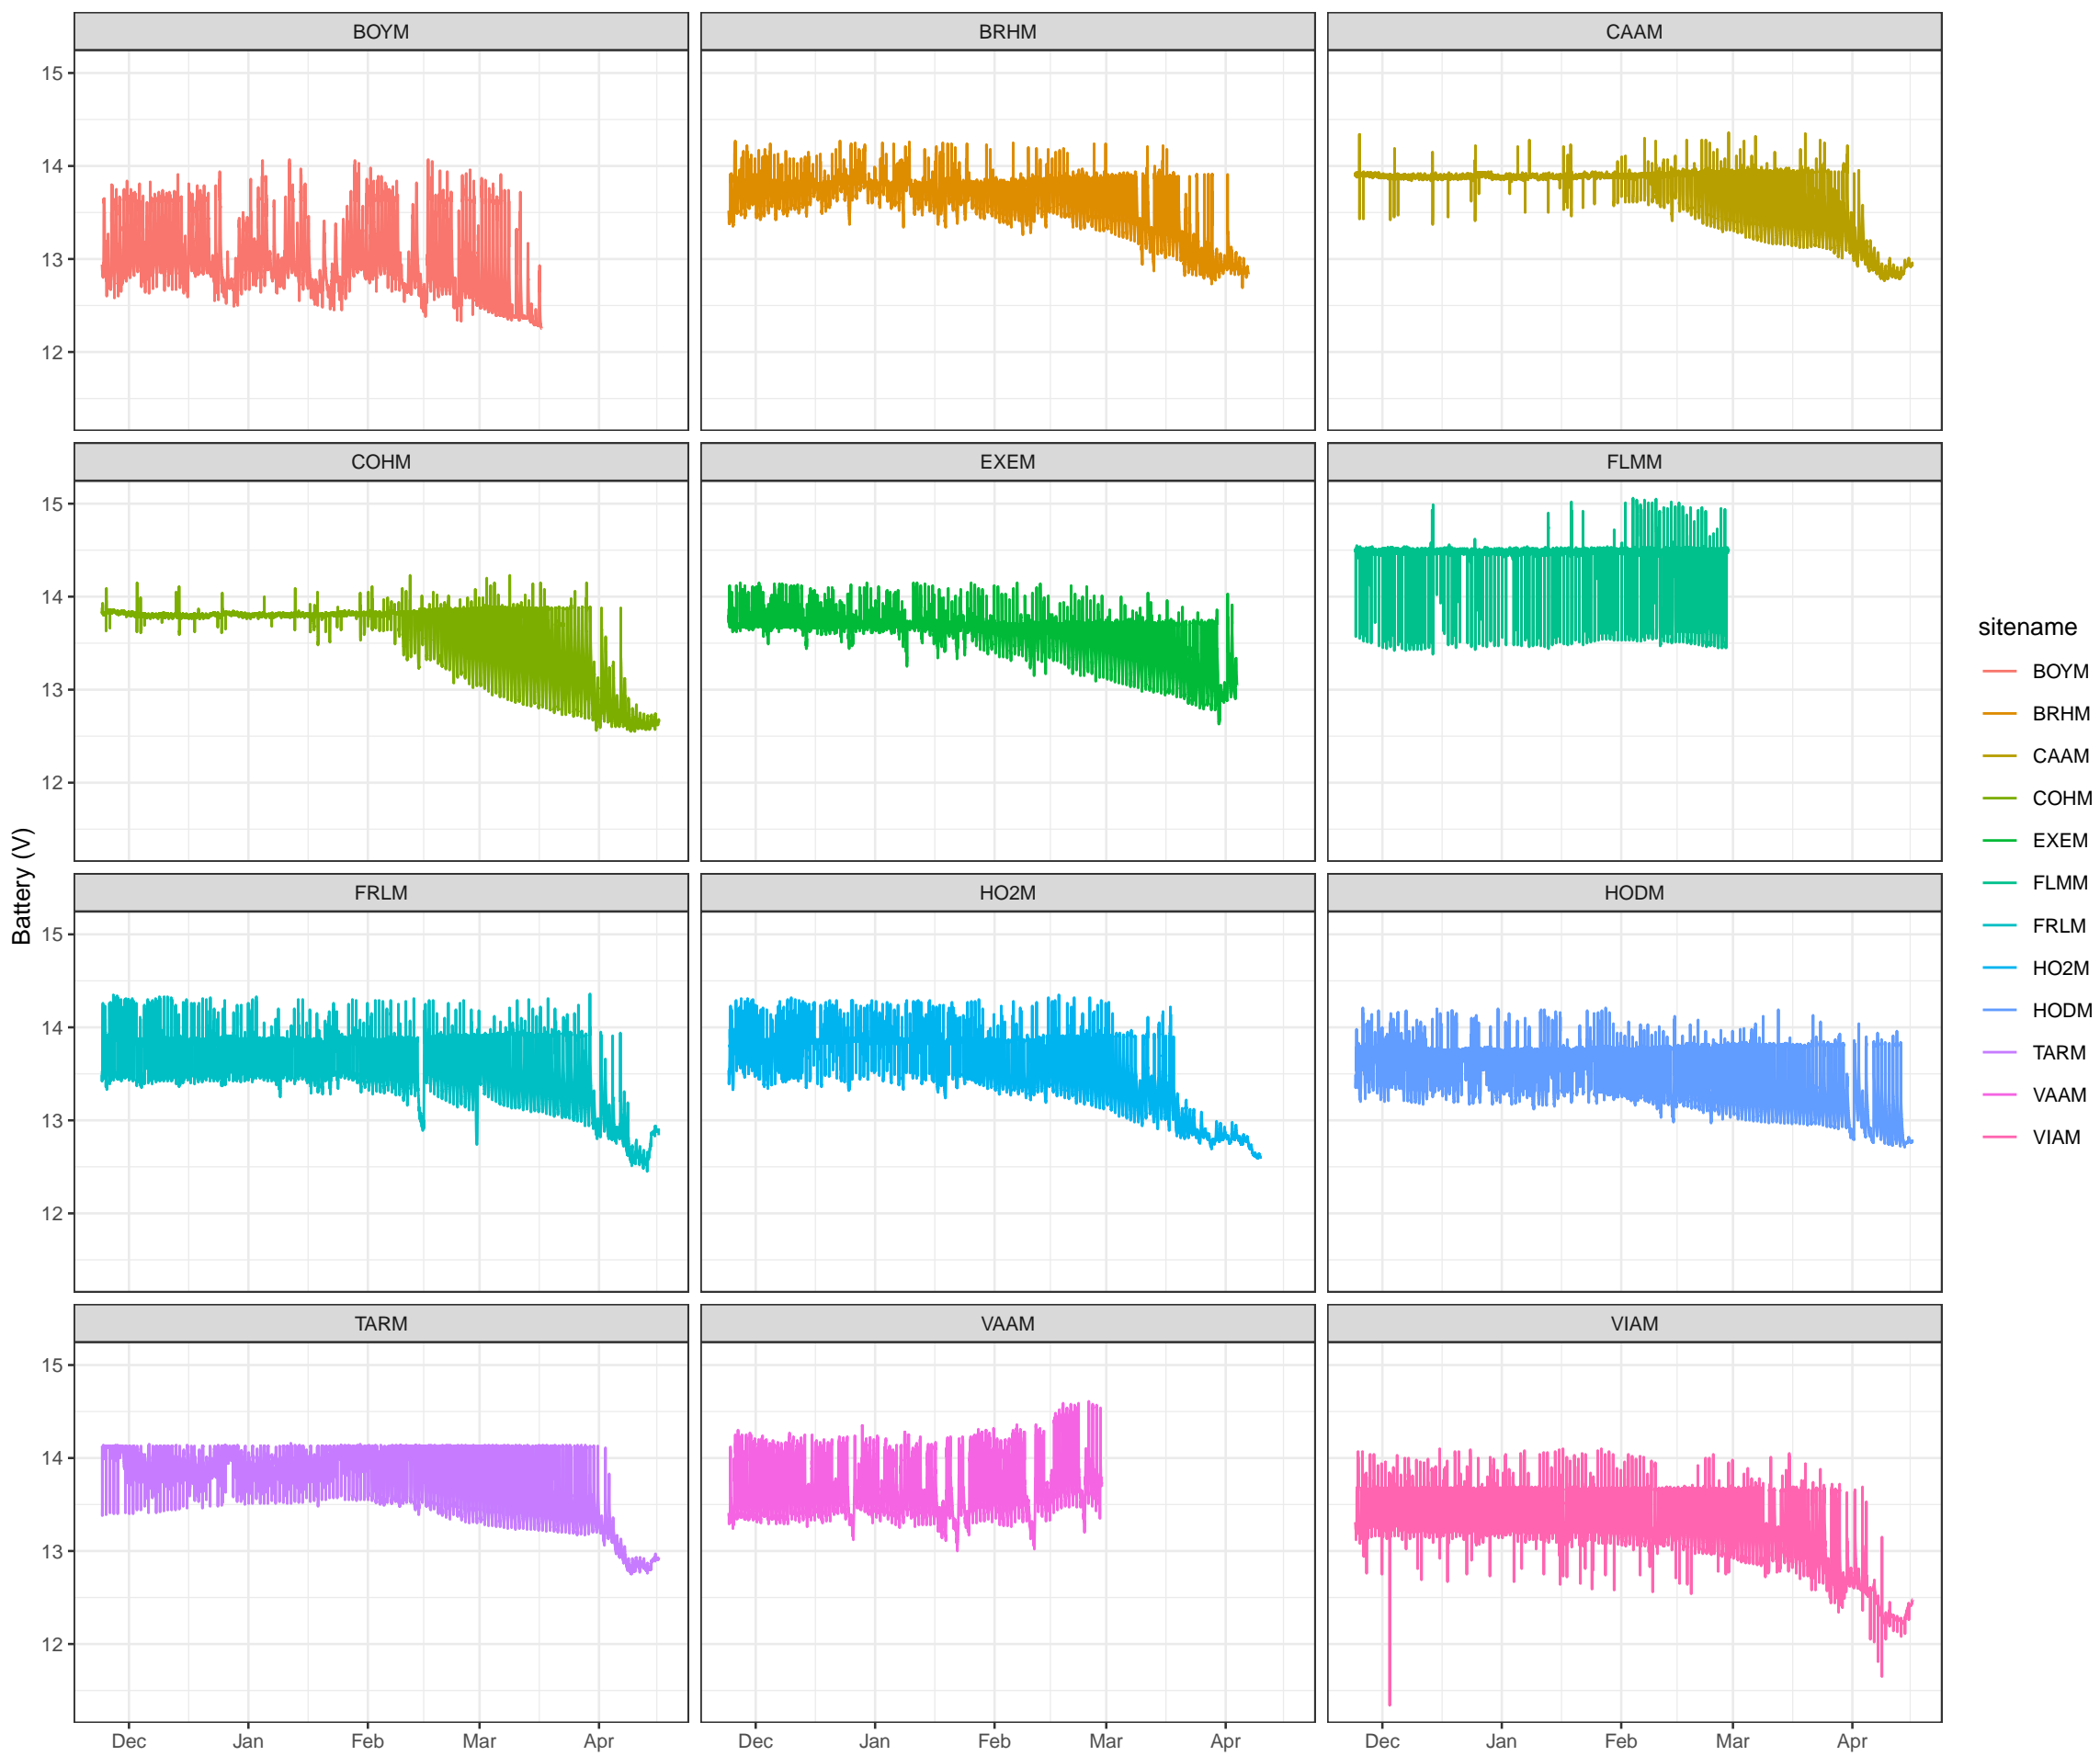 BOYM
BRHM
CAAM
15
14
13
12
COHM
EXEM
FLMM
15
14
13
12
FRLM
HO2M
HODM
15
14
13
12
TARM
VAAM
VIAM
15
14
13
12
Dec Jan Feb Mar Apr
Dec Jan Feb Mar Apr
Dec Jan Feb Mar Apr
Battery (V)
sitename
BOYM
BRHM
CAAM
COHM
EXEM
FLMM
FRLM
HO2M
HODM
TARM
VAAM
VIAM